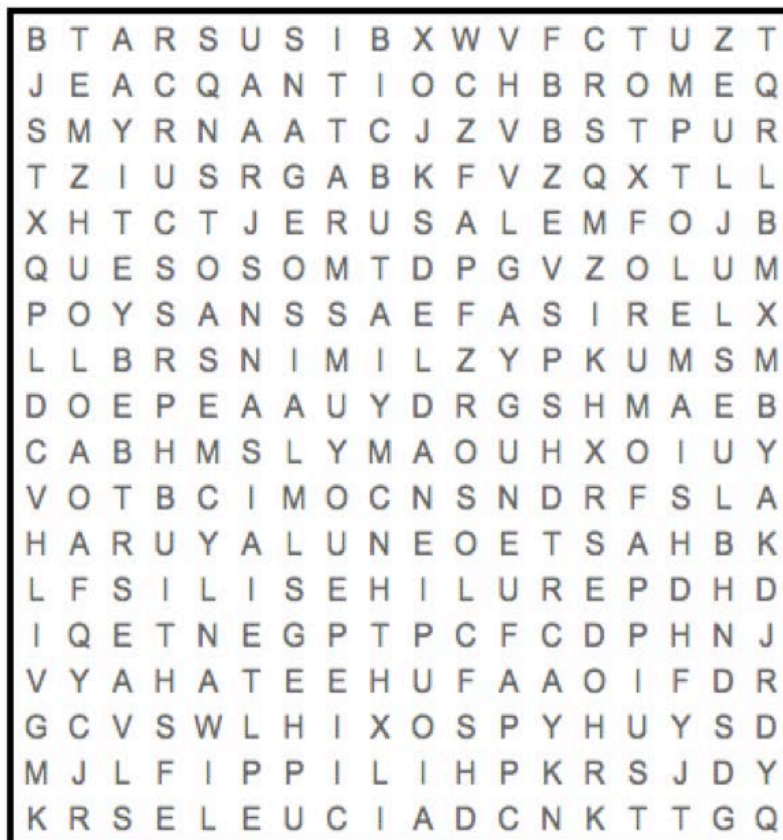 B T A R S U S I B X W V F C T U Z T
J E A C Q A N T I O C H B R O M E Q
S M Y R N A A T C J Z V B S T P U R
T Z I U S R G A B K F V Z Q X T L L
X H T C T J E R U S A L E M F O J B
Q U E S O S O M T D P G V Z O L U M
P O Y S A N S S A E F A S I R E L X
L L B R S N I M I L Z Y P K U M S M
D O E P E A A U Y D R G S H M A E B
C A B H M S L Y M A O U H X O I U Y
V O T B C I M O C N S N D R F S L A
H A R U Y A L U N E O E T S A H B K
L F S I L I S E H I L U R E P D H D
I Q E T N E G P T P C F C D P H N J
V Y A H A T E E H U F A A O I F D R
G C V S W L H I X O S P Y H U Y S D
M J L F I P P I L I H P K R S J D Y
K R S E L E U C I A D C N K T T G Q